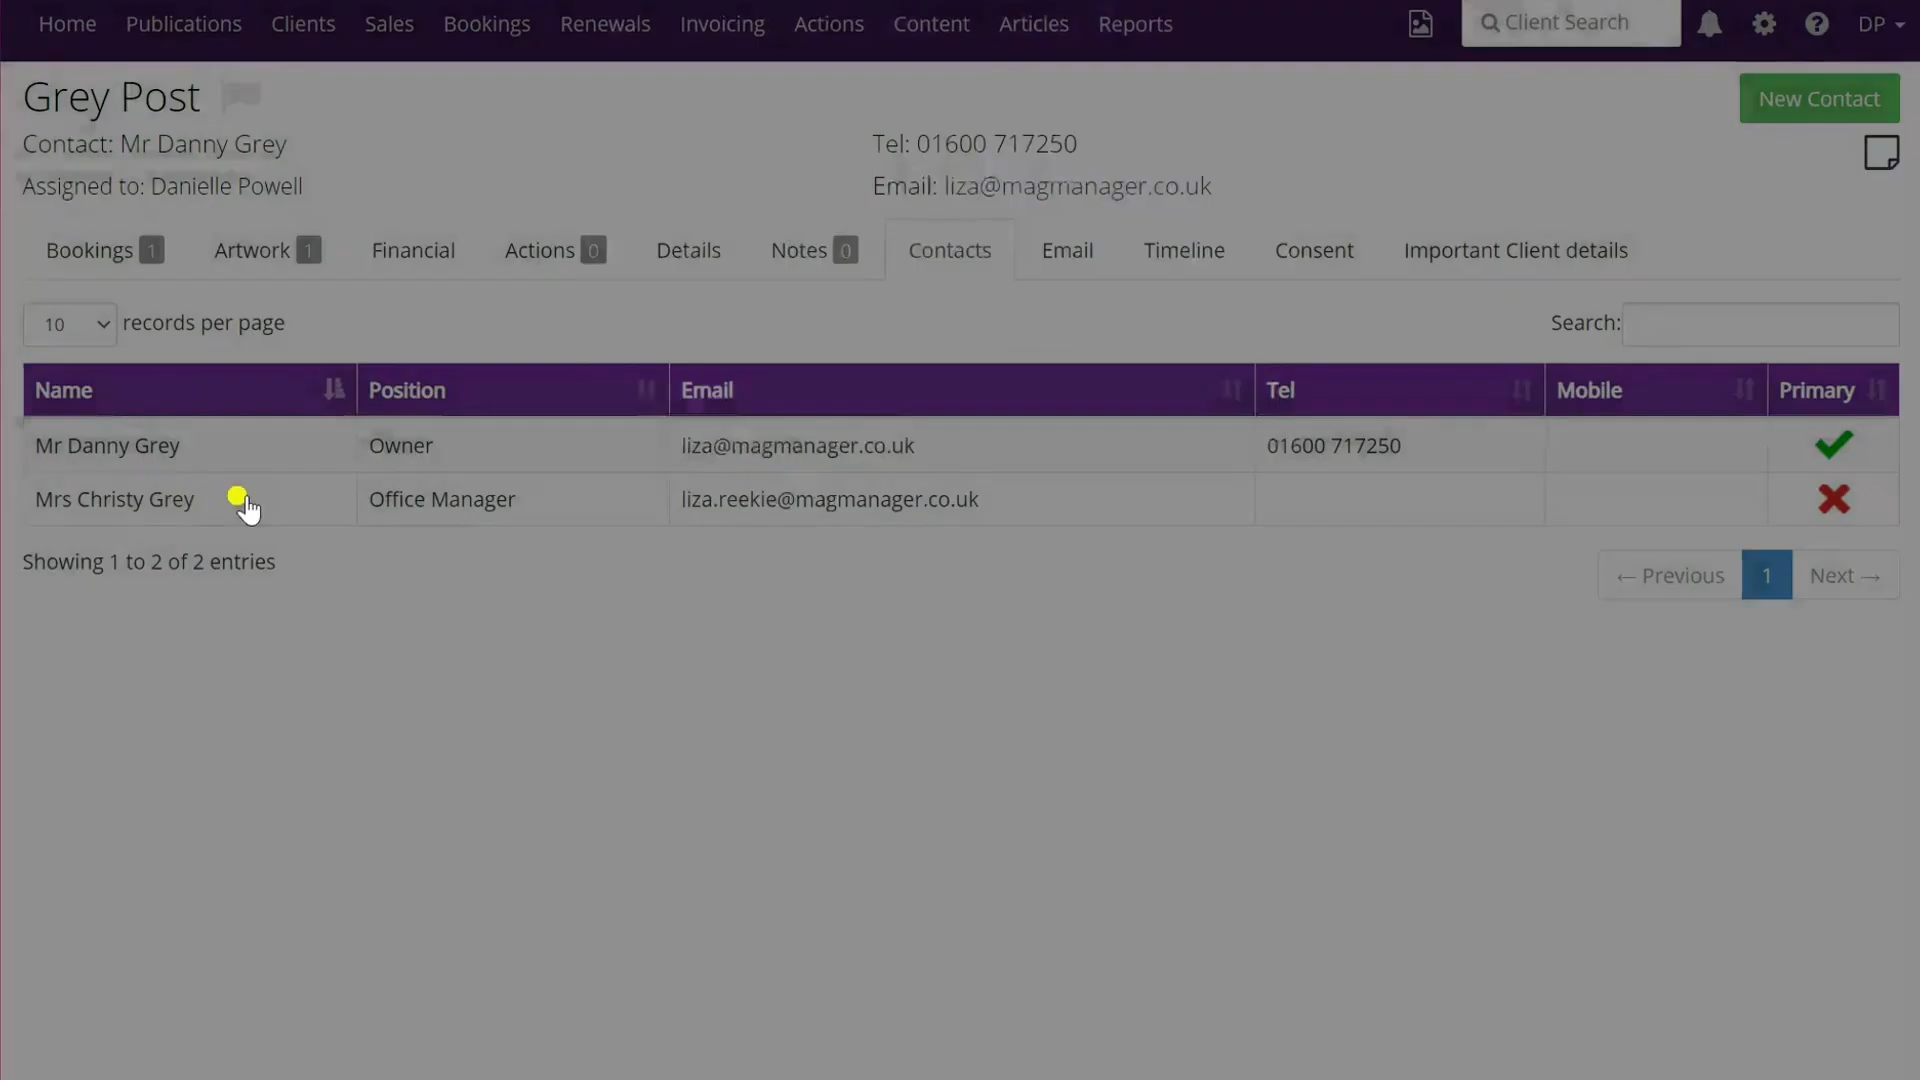 Home Publications Clients Sales Bookings Renewals Invoicing Actions Content Articles Reports Client Search DP
Grey Post
New Contact
Contact: Mr Danny Grey Tel: 01600 717250
Assigned to: Danielle Powell Email: liza@magmanager.co.uk
Bookings 1 Artwork 1 Financial Actions 0 Details Notes 0 Contacts Email Timeline Consent Important Client details
10 records per page Search:
Name Position Email Tel Mobile Primary
Mr Danny Grey Owner liza@magmanager.co.uk 01600 717250
Mrs Christy Grey Office Manager liza.reekie@magmanager.co.uk
Showing 1 to 2 of 2 entries
← Previous 1 Next →